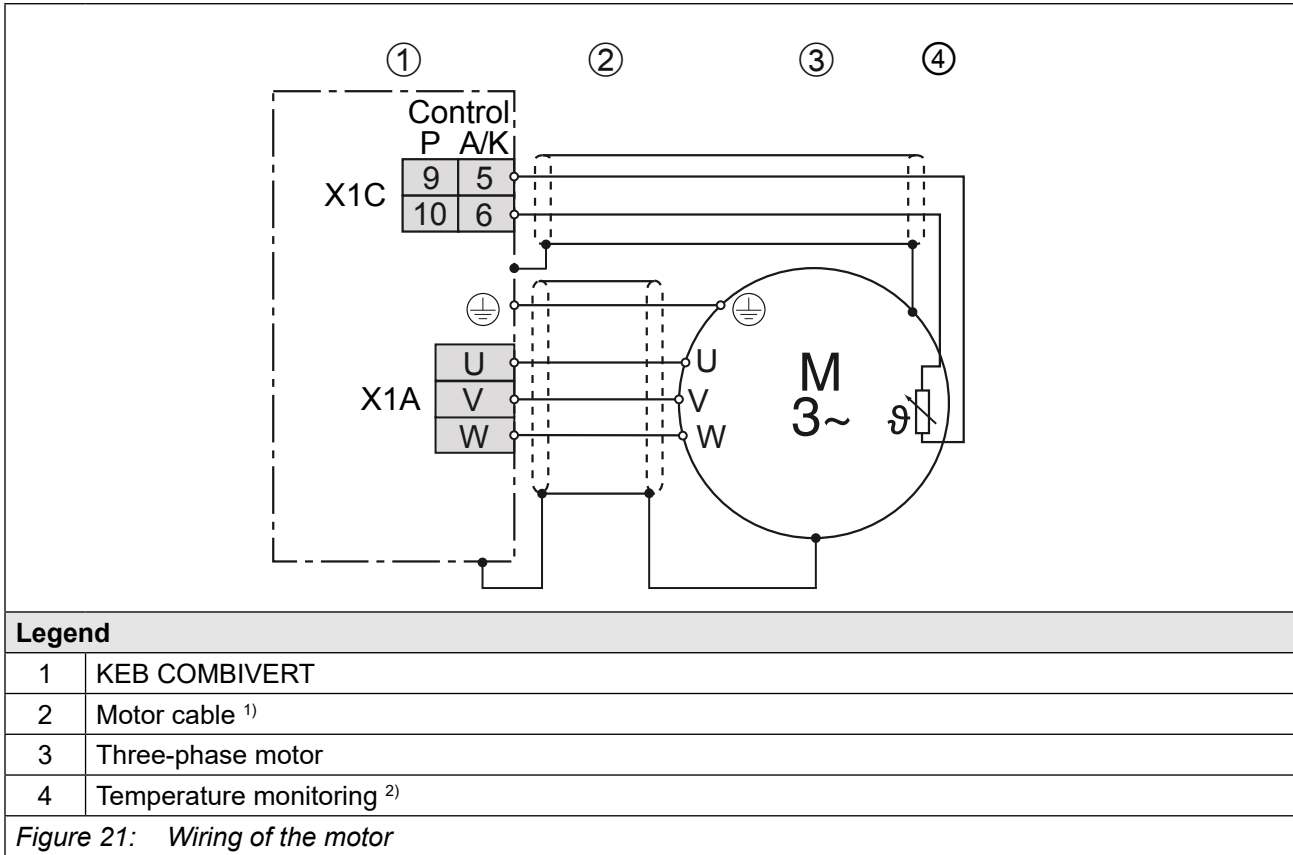 ① ② ③ ④
Control
P A/K
X1C
9 5
10 6
X1A
U U
V V
W W
M
3~
ϑ
Legend
1 KEB COMBIVERT
2 Motor cable 1)
3 Three-phase motor
4 Temperature monitoring 2)
Figure 21: Wiring of the motor